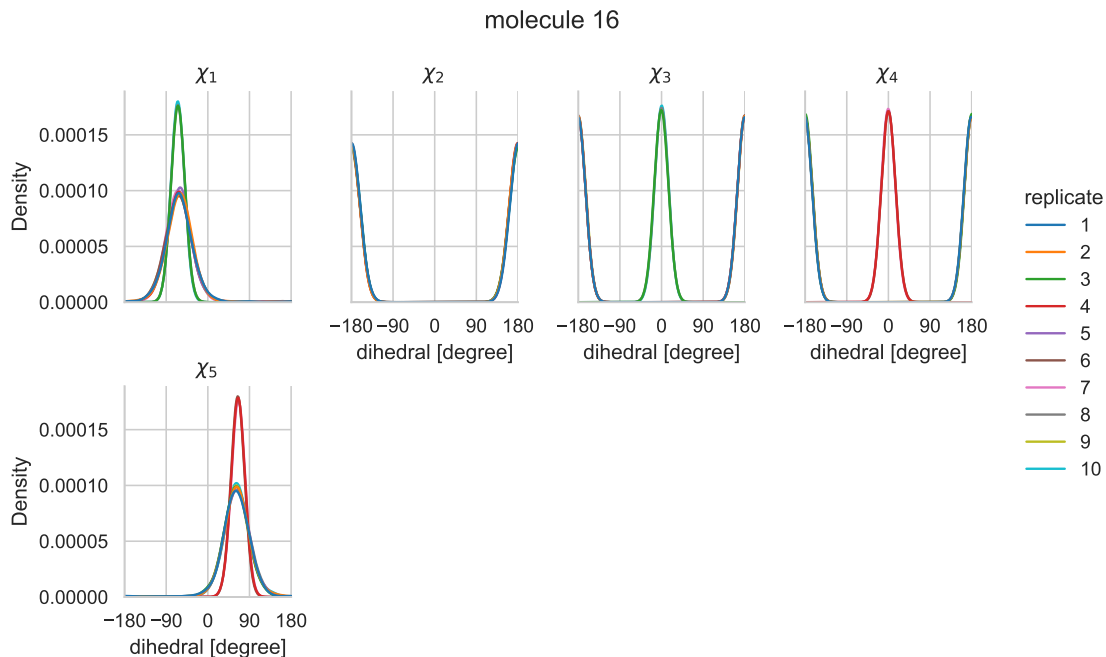 molecule 16
χ1
χ2
χ3
χ4
0.00015
0.00010
0.00005
0.00000
Density
−180 −90 0 90 180
dihedral [degree]
−180 −90 0 90 180
dihedral [degree]
−180 −90 0 90 180
dihedral [degree]
χ5
0.00015
0.00010
0.00005
0.00000
Density
−180 −90 0 90 180
dihedral [degree]
replicate
1
2
3
4
5
6
7
8
9
10